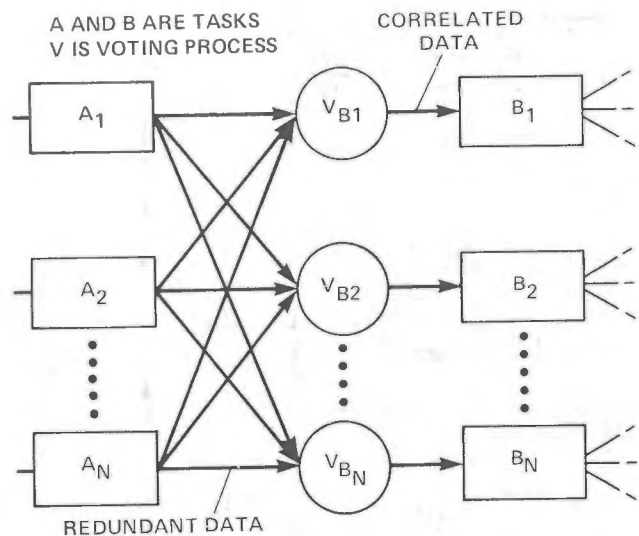 A AND B ARE TASKS
V IS VOTING PROCESS
CORRELATED
DATA
A1
VB1
B1
A2
VB2
B2
AN
VBN
BN
REDUNDANT DATA